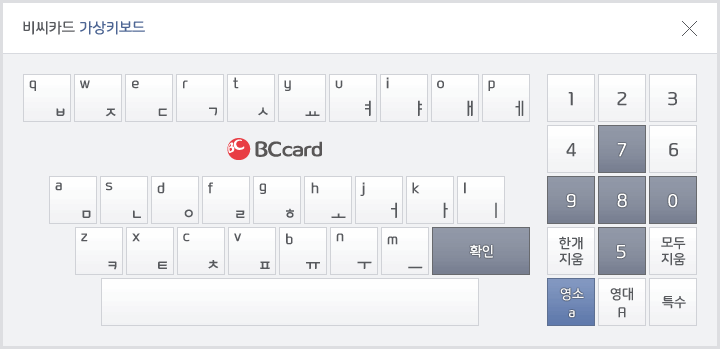 비씨카드 가상키보드
q w e r t y u i o p 1 2 3
ㅂ ㅈ ㄷ ㄱ ㅅ ㅛ ㅕ ㅑ ㅐ ㅔ
BC BCcard 4 7 6
a s d f g h j k l 9 8 0
ㅁ ㄴ ㅇ ㄹ ㅎ ㅗ ㅓ ㅏ ㅣ
z x c v b n m 확인 한개 5 모두
ㅋ ㅌ ㅊ ㅍ ㅠ ㅜ ㅡ 지움 지움
영소 영대 특수
a A